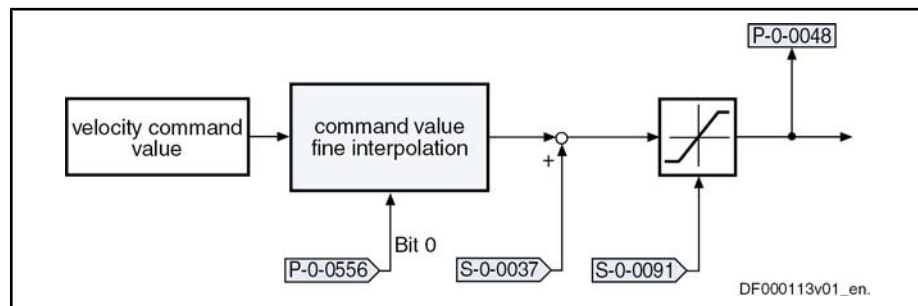 P-0-0048
velocity command
value
command value
fine interpolation
+
Bit 0
P-0-0556
S-0-0037
S-0-0091
DF000113v01_en.